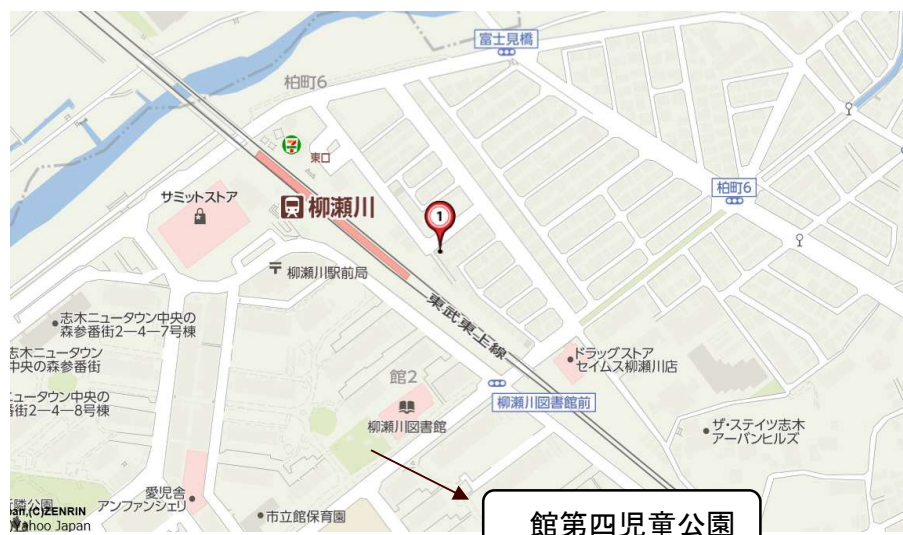 富士見橋
柏町6
東口
サミットストア
柳瀬川
1
柏町6
〒 柳瀬川駅前局
志木ニュータウン中央の
森参番街2―4―7号棟
東武東上線
志木ニュータウン
中央の森参番街
ドラッグストア
セイムス柳瀬川店
館2
ニュータウン中央の
番街2―4―8号棟
柳瀬川図書館前
柳瀬川図書館
ザ・ステイツ志木
アーバンヒルズ
愛児舎
アンファンシェリ
隣公園
an,(C)ZENRIN
Yahoo Japan
市立館保育園
館第四児童公園